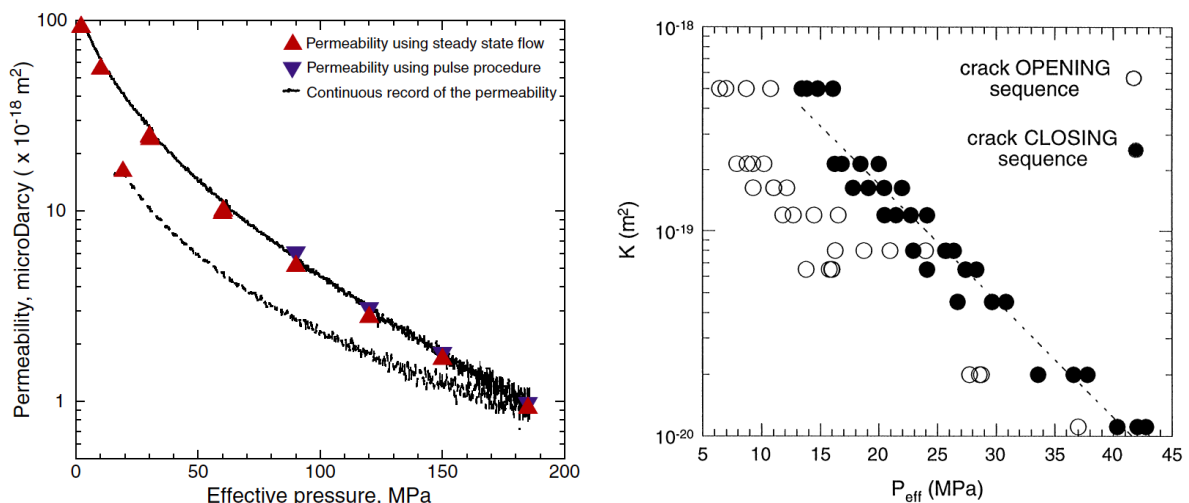 100
10
1
0
50
100
150
200
Permeability, microDarcy ( x 10⁻¹⁸ m²)
Effective pressure, MPa
Permeability using steady state flow
Permeability using pulse procedure
Continuous record of the permeability
10⁻¹⁸
10⁻¹⁹
10⁻²⁰
K (m²)
crack OPENING
sequence
crack CLOSING
sequence
5
10
15
20
25
30
35
40
45
P_eff (MPa)